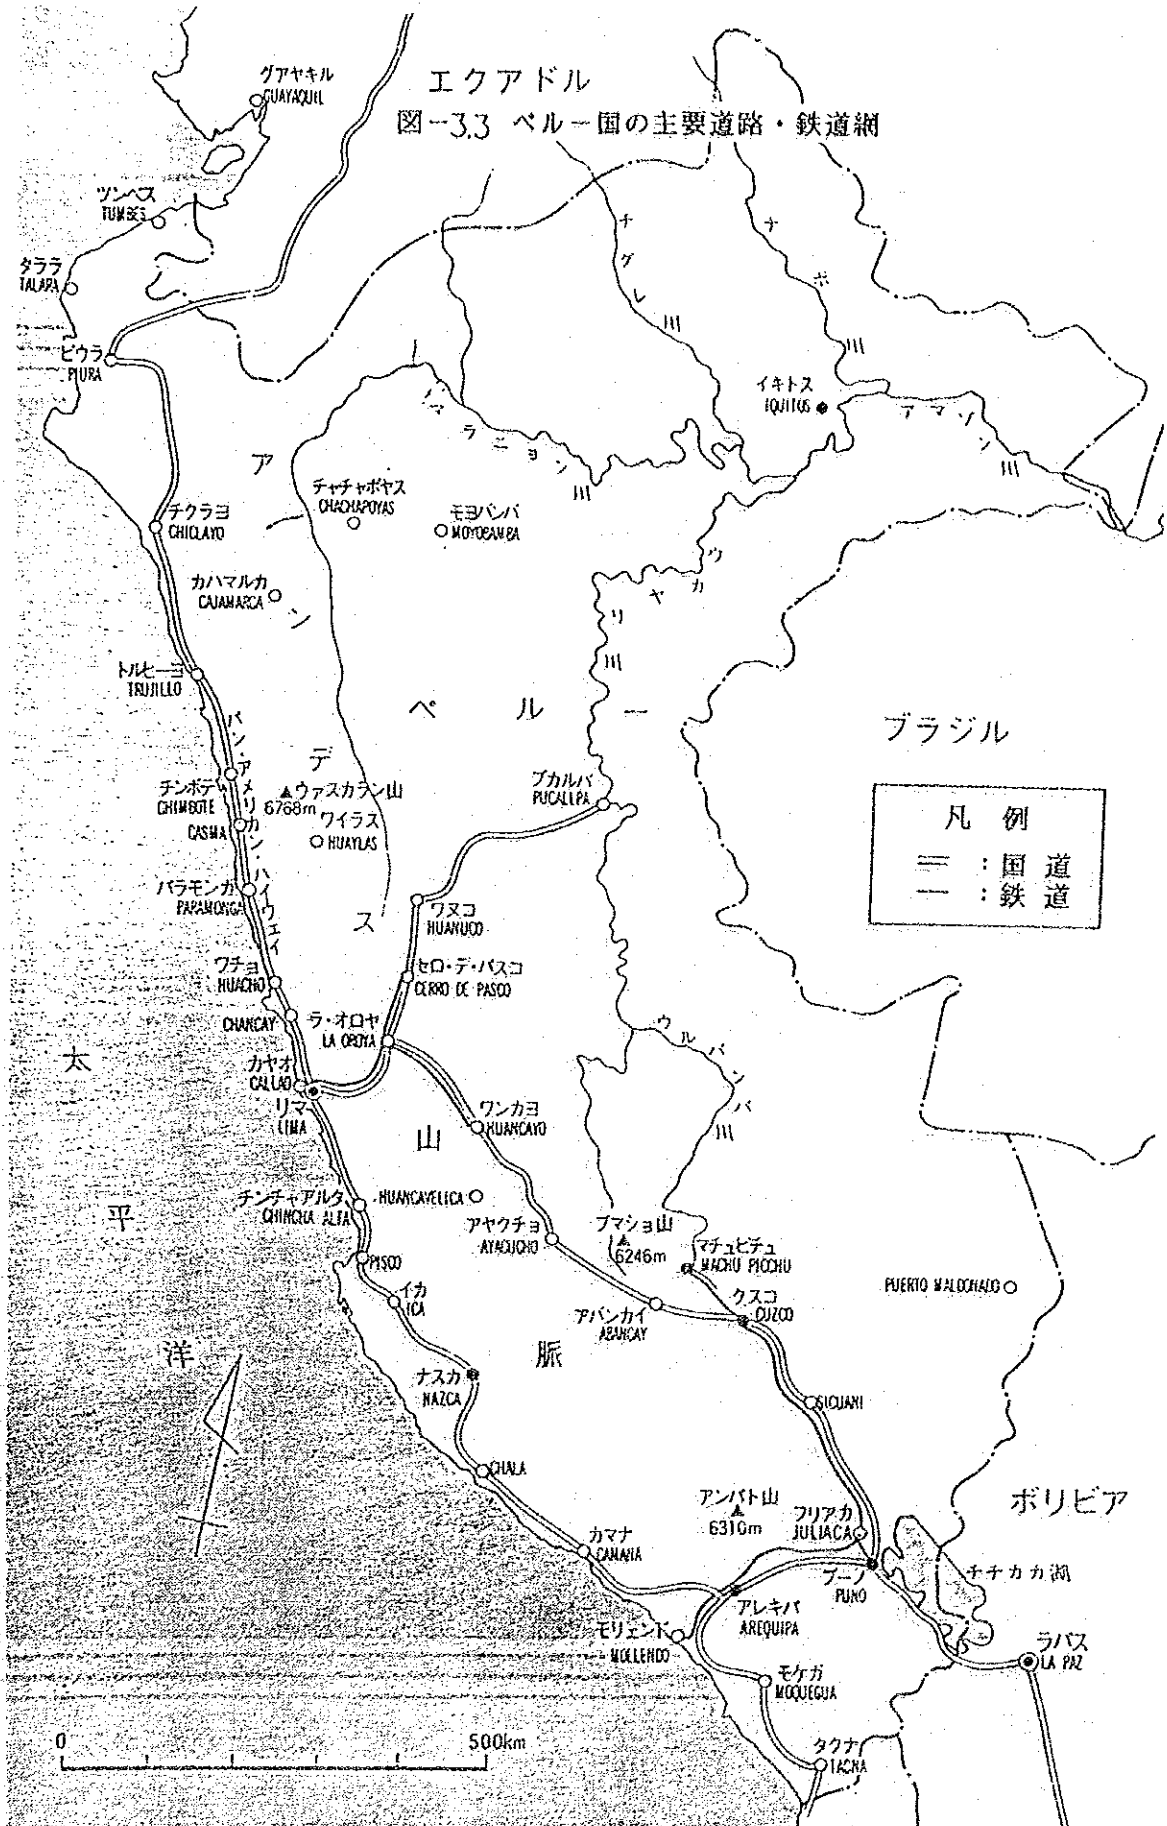 エクアドル
図-3.3 ペルー国の主要道路・鉄道網
グアヤキル
GUAYAQUIL
ツンベス
TUMBES
タララ
TALARA
ピウラ
PIURA
チグレ川
ナポ川
イキトス
IQUITOS
アマゾン川
マラニョン川
チャチャポヤス
CHACHAPOYAS
モヨバンバ
MOYOBAMBA
チクラヨ
CHICLAYO
カハマルカ
CAJAMARCA
ウカヤリ川
トルヒーヨ
TRUJILLO
ペルー
ブラジル
パン・アメリカン・ハイウェイ
アンデス山脈
チンボテ
CHIMBOTE
▲ウァスカラン山
6768m
ワイラス
HUAYLAS
CASMA
プカルパ
PUCALLPA
凡例
：国道
：鉄道
パラモンガ
PARAMONGA
ワヌコ
HUANUCO
ワチョ
HUACHO
セロ・デ・パスコ
CERRO DE PASCO
CHANCAY
ラ・オロヤ
LA OROYA
カヤオ
CALLAO
リマ
LIMA
太平洋
ウルバンバ川
ワンカヨ
HUANCAYO
チンチャアルタ
CHINCHA ALTA
HUANCAVELICA
アヤクチョ
AYACUCHO
プマショ山
▲
6246m
マチュピチュ
MACHU PICCHU
PISCO
イカ
ICA
アバンカイ
ABANCAY
クスコ
CUZCO
PUERTO MALDONADO
ナスカ
NAZCA
SICUANI
CHALA
アンパト山
▲
6310m
フリアカ
JULIACA
ボリビア
カマナ
CAMANA
プーノ
PUNO
チチカカ湖
アレキパ
AREQUIPA
モリェンド
MOLLENDO
ラパス
LA PAZ
モケガ
MOQUEGUA
タクナ
TACNA
0 500km